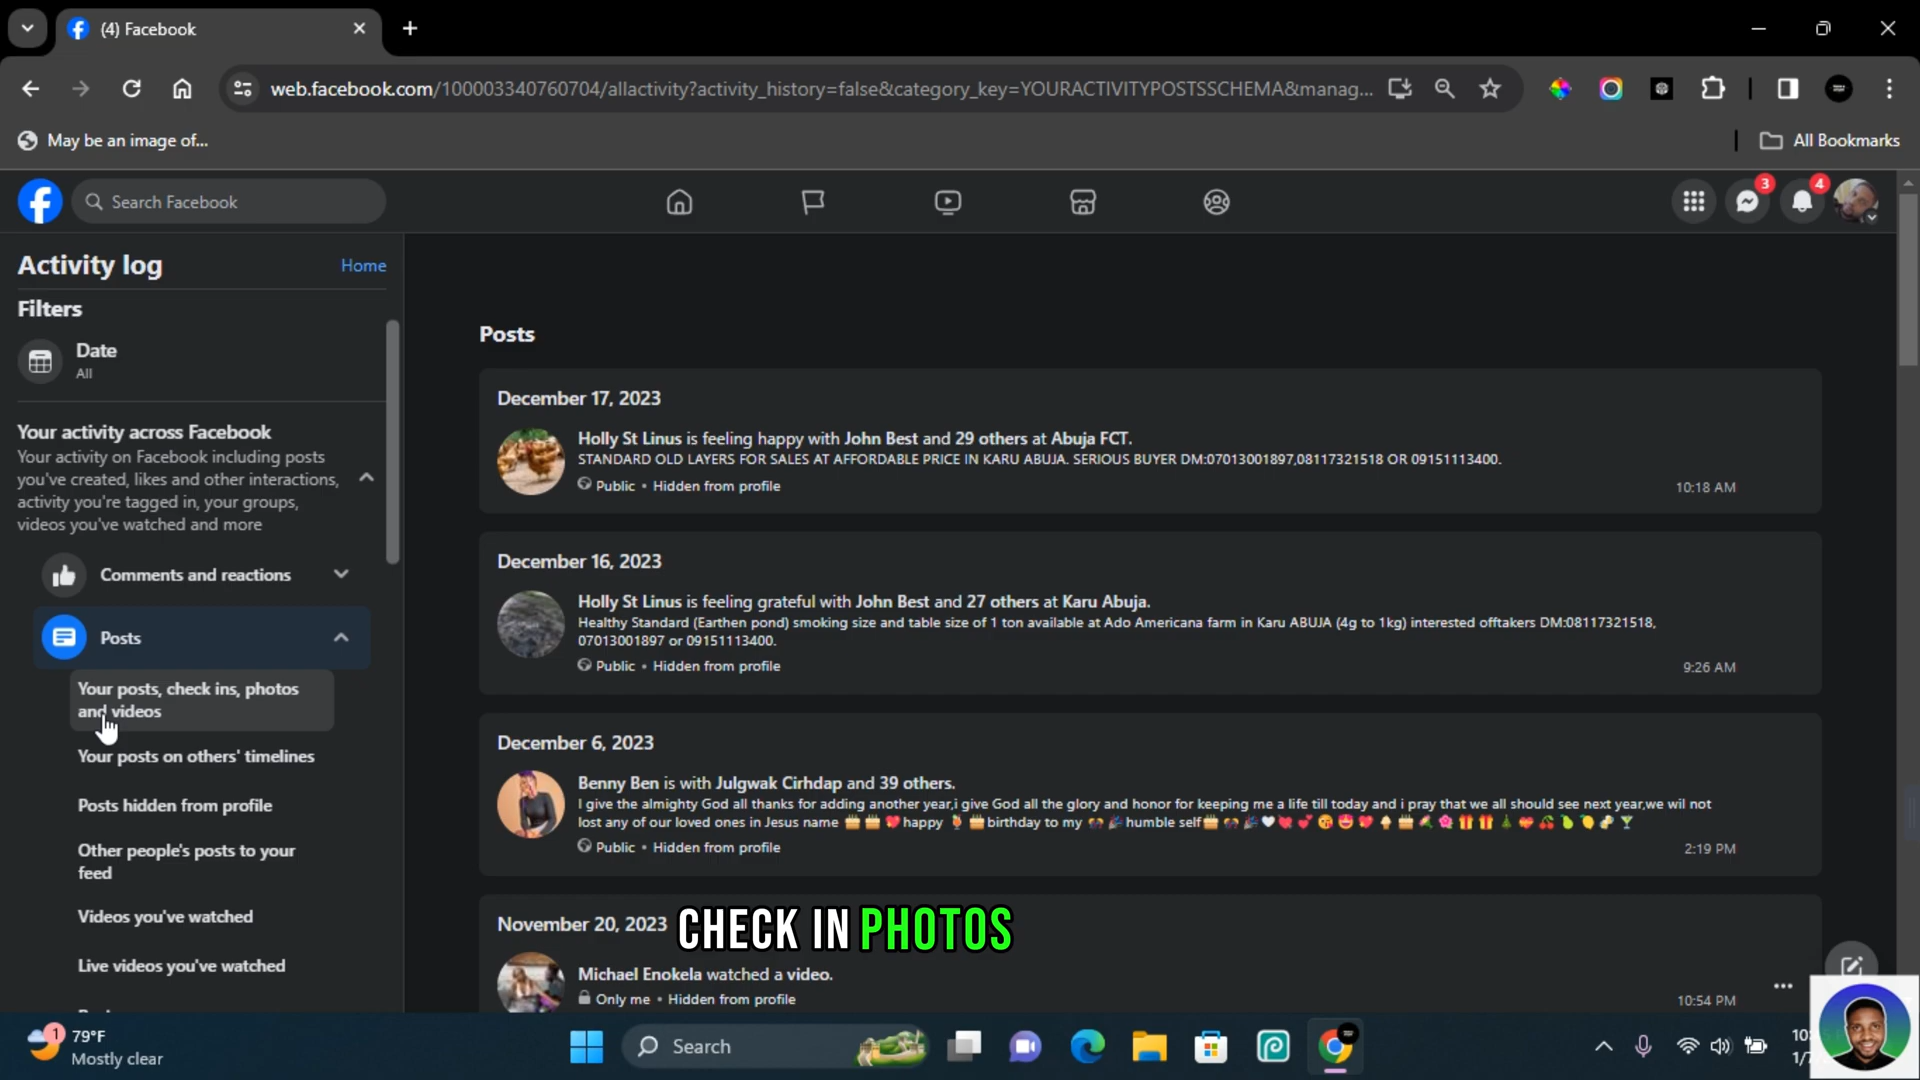 (4) Facebook
web.facebook.com/100003340760704/allactivity?activity_history=false&category_key=YOURACTIVITYPOSTSSCHEMA&manag...
May be an image of...
All Bookmarks
Search Facebook
3
4
Activity log
Home
Filters
Date
All
Your activity across Facebook
Your activity on Facebook including posts
you've created, likes and other interactions,
activity you're tagged in, your groups,
videos you've watched and more
Comments and reactions
Posts
Your posts, check ins, photos
and videos
Your posts on others' timelines
Posts hidden from profile
Other people's posts to your
feed
Videos you've watched
Live videos you've watched
Posts
December 17, 2023
Holly St Linus is feeling happy with John Best and 29 others at Abuja FCT.
STANDARD OLD LAYERS FOR SALES AT AFFORDABLE PRICE IN KARU ABUJA. SERIOUS BUYER DM:07013001897,08117321518 OR 09151113400.
Public • Hidden from profile
10:18 AM
December 16, 2023
Holly St Linus is feeling grateful with John Best and 27 others at Karu Abuja.
Healthy Standard (Earthen pond) smoking size and table size of 1 ton available at Ado Americana farm in Karu ABUJA (4g to 1kg) interested offtakers DM:08117321518,
07013001897 or 09151113400.
Public • Hidden from profile
9:26 AM
December 6, 2023
Benny Ben is with Julgwak Cirhdap and 39 others.
I give the almighty God all thanks for adding another year,i give God all the glory and honor for keeping me a life till today and i pray that we all should see next year,we wil not
lost any of our loved ones in Jesus name 🎂🎂💖happy 🍹🎂birthday to my 🎊🎉humble self🎂🎊🎉
Public • Hidden from profile
2:19 PM
November 20, 2023
CHECK IN PHOTOS
Michael Enokela watched a video.
Only me • Hidden from profile
10:54 PM
1
79°F
Mostly clear
Search